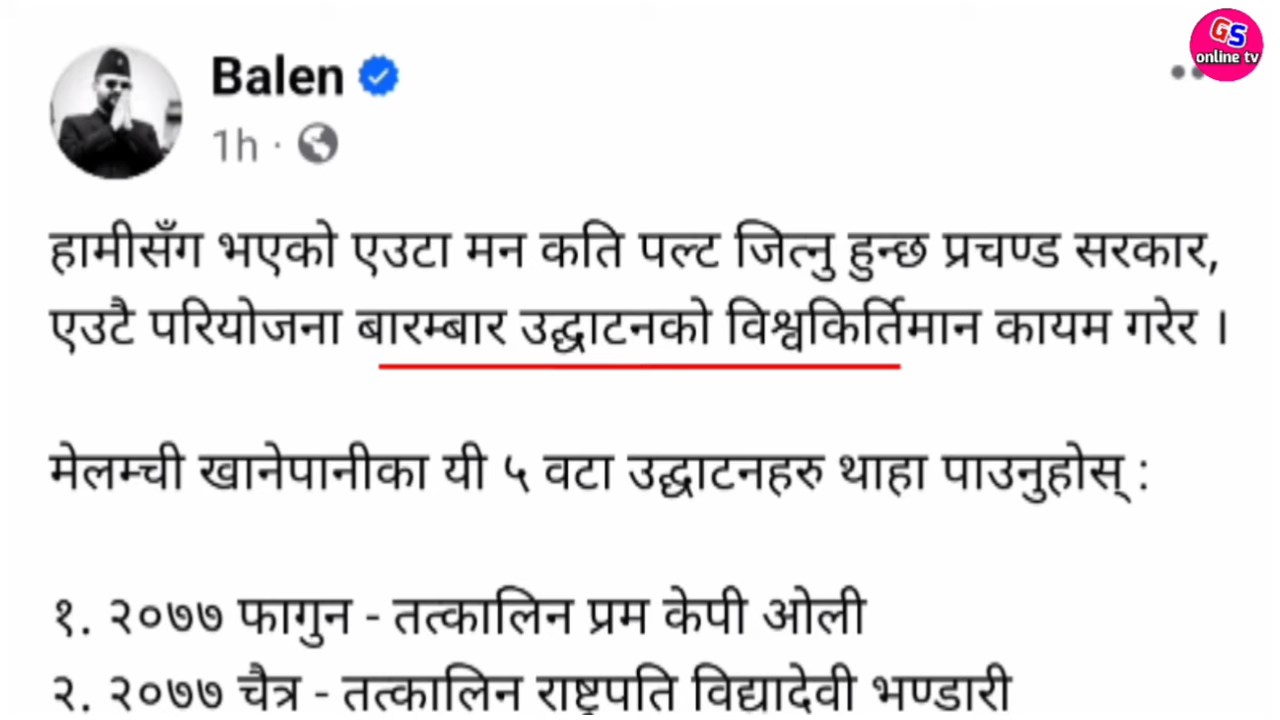 GS
online tv
Balen
1h ·
हामीसँग भएको एउटा मन कति पल्ट जित्नु हुन्छ प्रचण्ड सरकार,
एउटै परियोजना बारम्बार उद्घाटनको विश्वकिर्तिमान कायम गरेर ।
मेलम्ची खानेपानीका यी ५ वटा उद्घाटनहरु थाहा पाउनुहोस् :
१. २०७७ फागुन - तत्कालिन प्रम केपी ओली
२. २०७७ चैत्र - तत्कालिन राष्ट्रपति विद्यादेवी भण्डारी